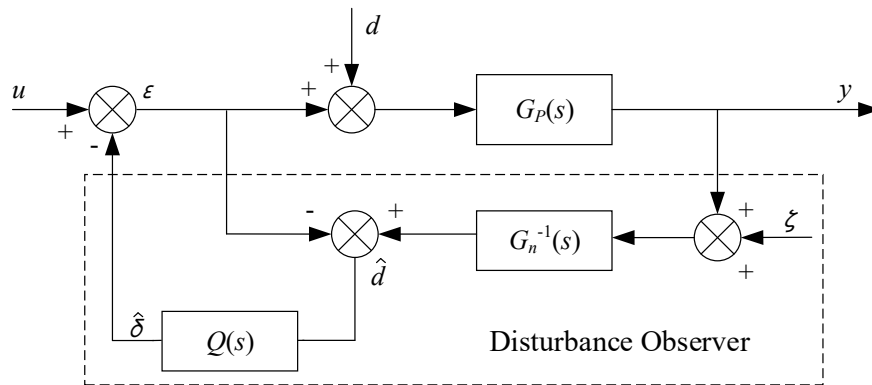 d
+
u
ε
+
y
+
-
G_P(s)
-
+
G_n^{-1}(s)
+
ζ
+
d̂
δ̂
Q(s)
Disturbance Observer